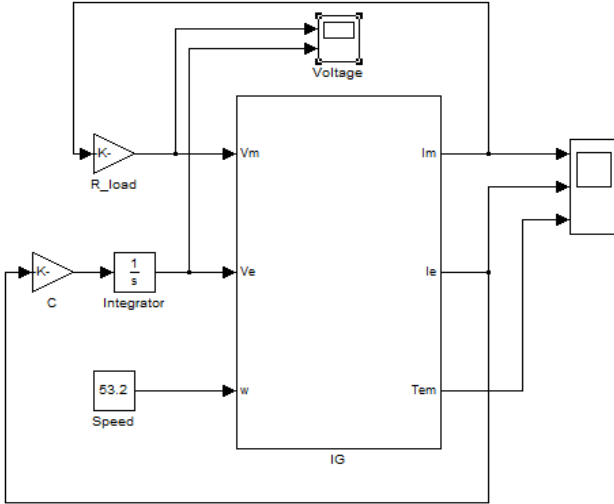 Voltage
K-
R_load
Vm
Im
K-
C
1
s
Integrator
Ve
Ie
53.2
Speed
w
Tem
IG